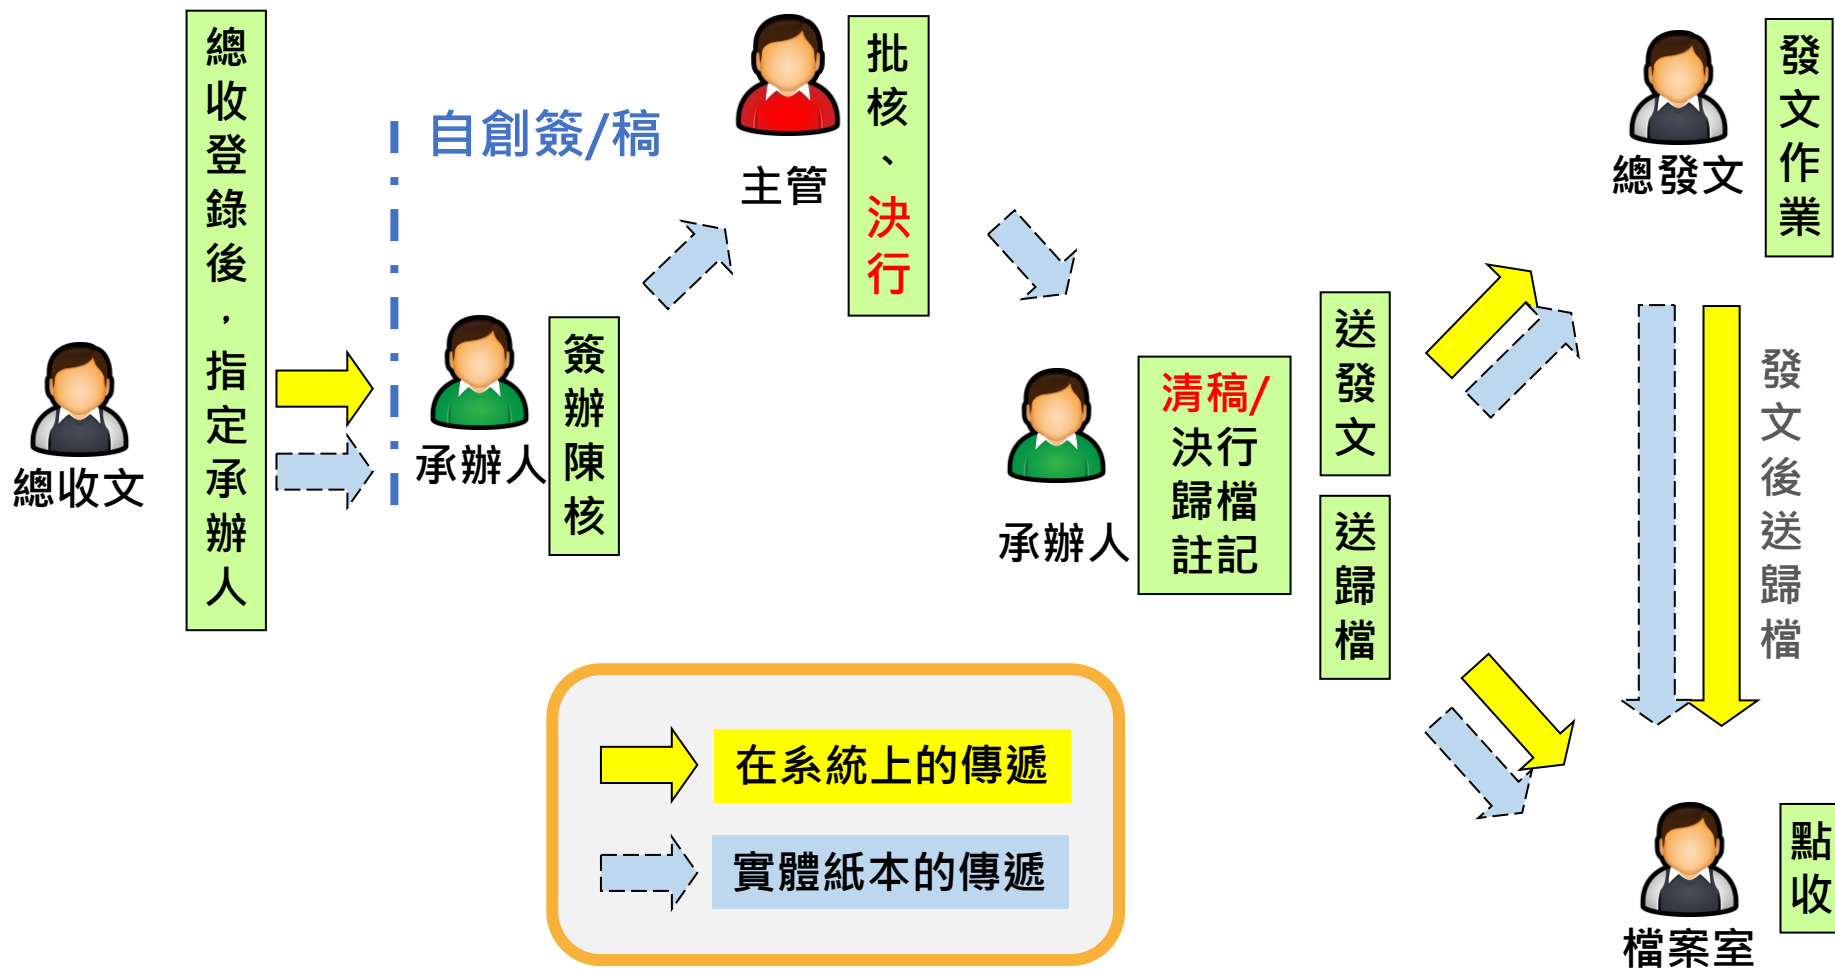 總收文
總收登錄後，指定承辦人
自創簽/稿
承辦人
簽辦陳核
主管
批核、決行
承辦人
清稿/
決行
歸檔
註記
送發文
送歸檔
總發文
發文作業
發文後送歸檔
檔案室
點收
在系統上的傳遞
實體紙本的傳遞